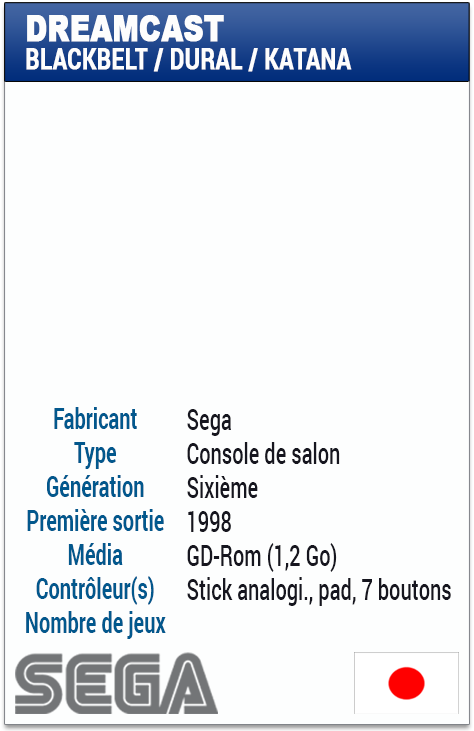 DREAMCAST
BLACKBELT / DURAL / KATANA
Fabricant Sega
Type Console de salon
Génération Sixième
Première sortie 1998
Média GD-Rom (1,2 Go)
Contrôleur(s) Stick analogi., pad, 7 boutons
Nombre de jeux
SEGA